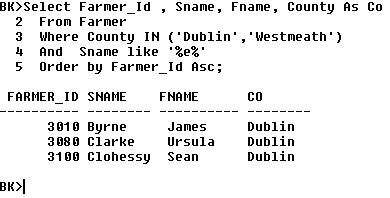 BK>Select Farmer_Id , Sname, Fname, County As Co
2 From Farmer
3 Where County IN ('Dublin','Westmeath')
4 And Sname like '%e%'
5 Order by Farmer_Id Asc;
FARMER_ID SNAME FNAME CO
---------- -------- -------- --------
3010 Byrne James Dublin
3080 Clarke Ursula Dublin
3100 Clohessy Sean Dublin
BK>